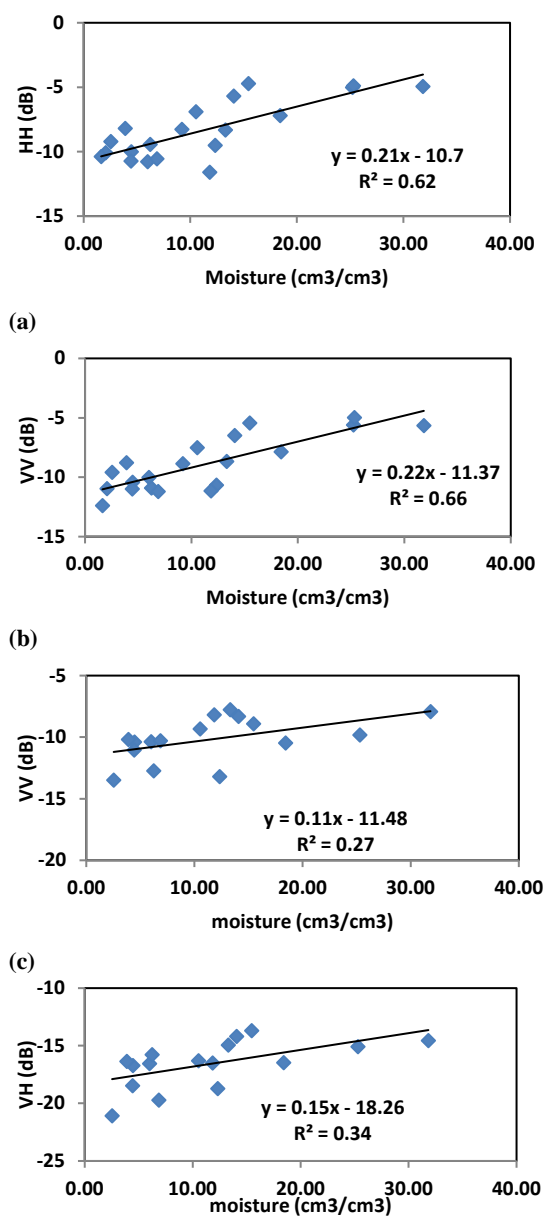 0
-5
-10
-15
HH (dB)
y = 0.21x - 10.7
R² = 0.62
0.00 10.00 20.00 30.00 40.00
Moisture (cm3/cm3)
(a)
0
-5
-10
-15
VV (dB)
y = 0.22x - 11.37
R² = 0.66
0.00 10.00 20.00 30.00 40.00
Moisture (cm3/cm3)
(b)
-5
-10
-15
-20
VV (dB)
y = 0.11x - 11.48
R² = 0.27
0.00 10.00 20.00 30.00 40.00
moisture (cm3/cm3)
(c)
-10
-15
-20
-25
VH (dB)
y = 0.15x - 18.26
R² = 0.34
0.00 10.00 20.00 30.00 40.00
moisture (cm3/cm3)